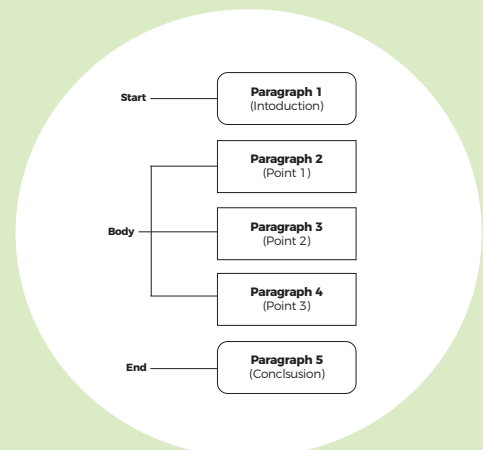 Start
Paragraph 1
(Intoduction)
Paragraph 2
(Point 1)
Body
Paragraph 3
(Point 2)
Paragraph 4
(Point 3)
End
Paragraph 5
(Conclsusion)